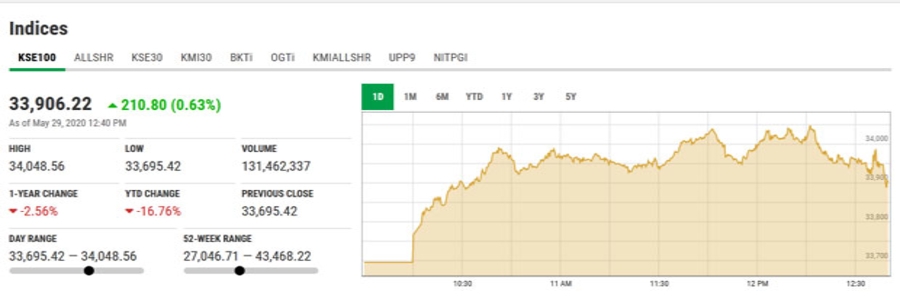 Indices
KSE100 ALLSHR KSE30 KMI30 BKTi OGTi KMIALLSHR UPP9 NITPGI
33,906.22 210.80 (0.63%)
As of May 29, 2020 12:40 PM
1D 1M 6M YTD 1Y 3Y 5Y
HIGH LOW VOLUME
34,048.56 33,695.42 131,462,337
1-YEAR CHANGE YTD CHANGE PREVIOUS CLOSE
-2.56% -16.76% 33,695.42
DAY RANGE 52-WEEK RANGE
33,695.42 — 34,048.56 27,046.71 — 43,468.22
34,000
33,900
33,800
33,700
10:30 11 AM 11:30 12 PM 12:30